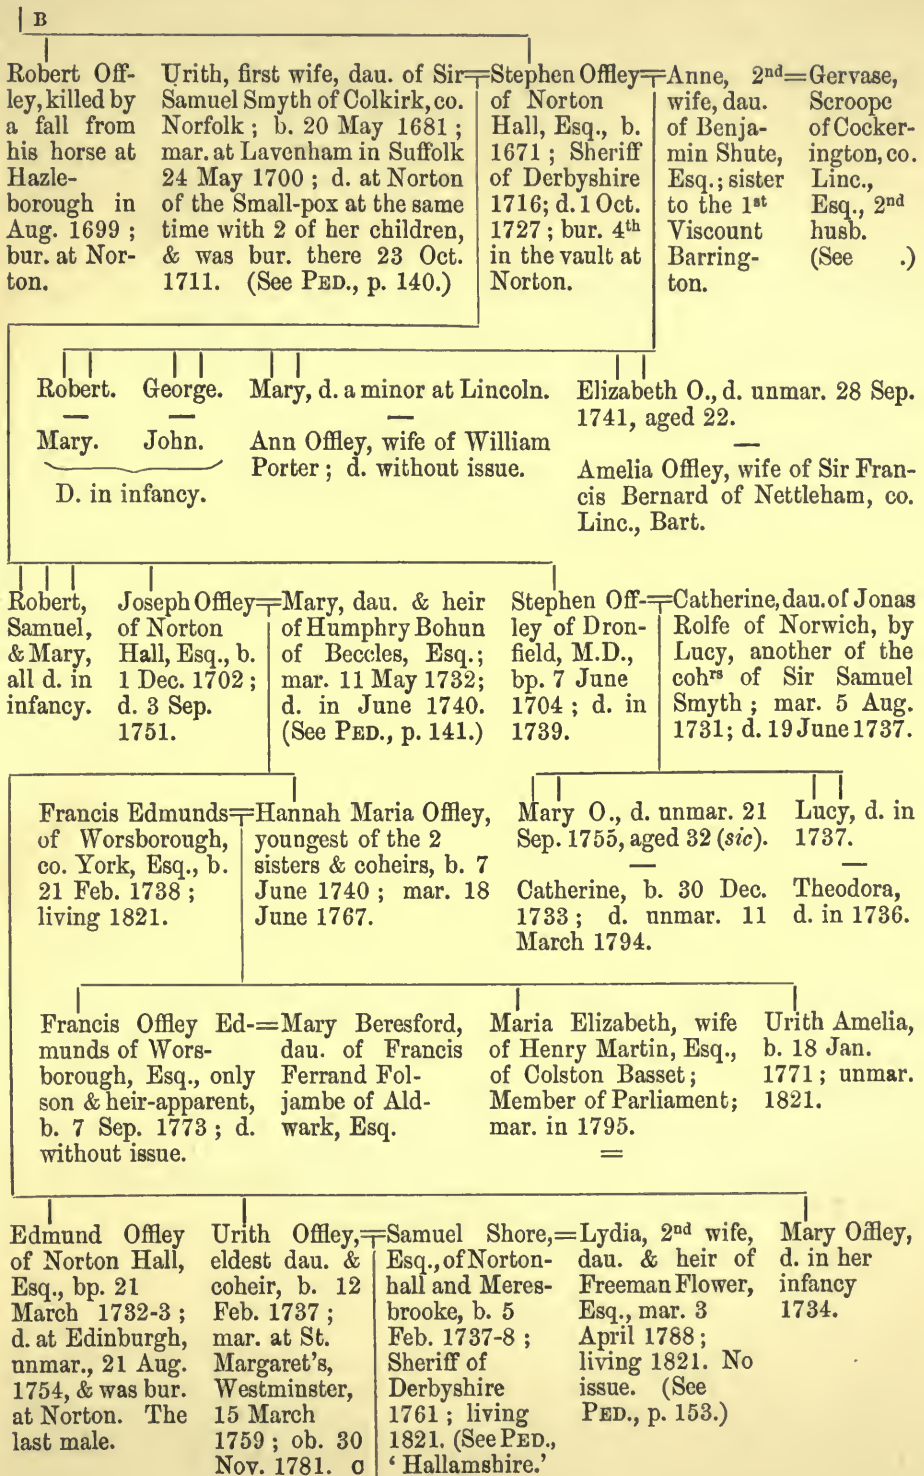 B
Robert Off-
ley, killed by
a fall from
his horse at
Hazle-
borough in
Aug. 1699 ;
bur. at Nor-
ton.
Urith, first wife, dau. of Sir
Samuel Smyth of Colkirk, co.
Norfolk ; b. 20 May 1681 ;
mar. at Lavenham in Suffolk
24 May 1700 ; d. at Norton
of the Small-pox at the same
time with 2 of her children,
& was bur. there 23 Oct.
1711. (See PED., p. 140.)
=Stephen Offley=
of Norton
Hall, Esq., b.
1671 ; Sheriff
of Derbyshire
1716; d. 1 Oct.
1727 ; bur. 4th
in the vault at
Norton.
Anne, 2nd=
wife, dau.
of Benja-
min Shute,
Esq.; sister
to the 1st
Viscount
Barring-
ton.
Gervase,
Scroope
of Cocker-
ington, co.
Linc.,
Esq., 2nd
husb.
(See .)
Robert.
—
Mary.
George.
—
John.
D. in infancy.
Mary, d. a minor at Lincoln.
—
Ann Offley, wife of William
Porter ; d. without issue.
Elizabeth O., d. unmar. 28 Sep.
1741, aged 22.
—
Amelia Offley, wife of Sir Fran-
cis Bernard of Nettleham, co.
Linc., Bart.
Robert,
Samuel,
& Mary,
all d. in
infancy.
Joseph Offley=
of Norton
Hall, Esq., b.
1 Dec. 1702 ;
d. 3 Sep.
1751.
Mary, dau. & heir
of Humphry Bohun
of Beccles, Esq.;
mar. 11 May 1732;
d. in June 1740.
(See PED., p. 141.)
Stephen Off-=
ley of Dron-
field, M.D.,
bp. 7 June
1704 ; d. in
1739.
Catherine, dau. of Jonas
Rolfe of Norwich, by
Lucy, another of the
cohrs of Sir Samuel
Smyth ; mar. 5 Aug.
1731; d. 19 June 1737.
Francis Edmunds=
of Worsborough,
co. York, Esq., b.
21 Feb. 1738 ;
living 1821.
Hannah Maria Offley,
youngest of the 2
sisters & coheirs, b. 7
June 1740 ; mar. 18
June 1767.
Mary O., d. unmar. 21
Sep. 1755, aged 32 (sic).
—
Catherine, b. 30 Dec.
1733 ; d. unmar. 11
March 1794.
Lucy, d. in
1737.
—
Theodora,
d. in 1736.
Francis Offley Ed-=
munds of Wors-
borough, Esq., only
son & heir-apparent,
b. 7 Sep. 1773 ; d.
without issue.
Mary Beresford,
dau. of Francis
Ferrand Fol-
jambe of Ald-
wark, Esq.
Maria Elizabeth, wife
of Henry Martin, Esq.,
of Colston Basset ;
Member of Parliament;
mar. in 1795.
=
Urith Amelia,
b. 18 Jan.
1771 ; unmar.
1821.
Edmund Offley
of Norton Hall,
Esq., bp. 21
March 1732-3 ;
d. at Edinburgh,
unmar., 21 Aug.
1754, & was bur.
at Norton. The
last male.
Urith Offley,=
eldest dau. &
coheir, b. 12
Feb. 1737 ;
mar. at St.
Margaret's,
Westminster,
15 March
1759 ; ob. 30
Nov. 1781. C
Samuel Shore,=
Esq., of Norton-
hall and Meres-
brooke, b. 5
Feb. 1737-8 ;
Sheriff of
Derbyshire
1761 ; living
1821. (See PED.,
‘ Hallamshire.’
Lydia, 2nd wife,
dau. & heir of
Freeman Flower,
Esq., mar. 3
April 1788 ;
living 1821. No
issue. (See
PED., p. 153.)
Mary Offley,
d. in her
infancy
1734.